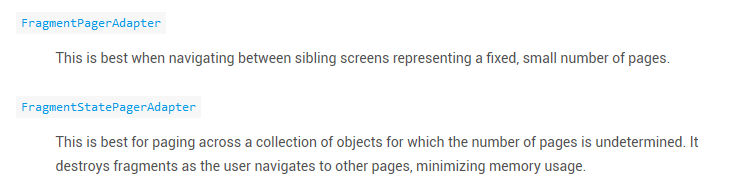 FragmentPagerAdapter
This is best when navigating between sibling screens representing a fixed, small number of pages.
FragmentStatePagerAdapter
This is best for paging across a collection of objects for which the number of pages is undetermined. It
destroys fragments as the user navigates to other pages, minimizing memory usage.